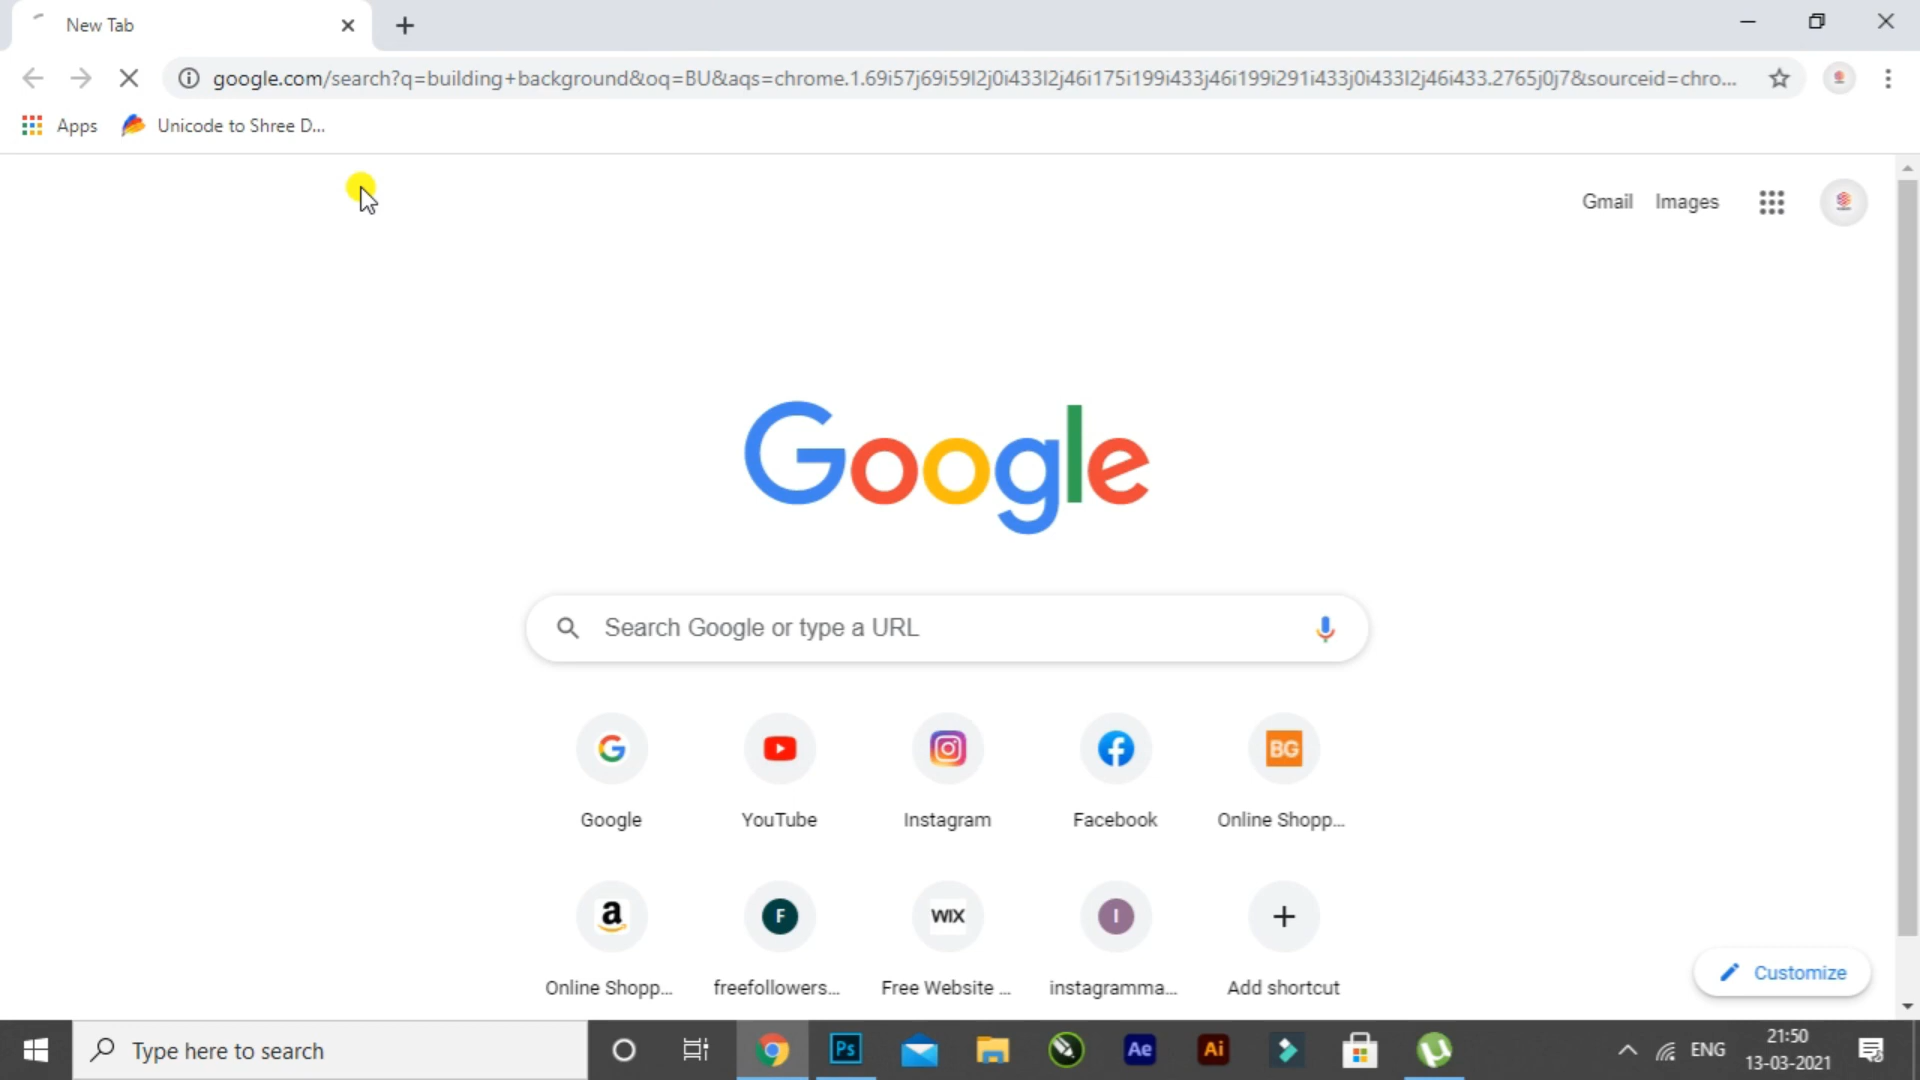 New Tab
google.com/search?q=building+background&oq=BU&aqs=chrome.1.69i57j69i59l2j0i433l2j46i175i199i433j46i199i291i433j0i433l2j46i433.2765j0j7&sourceid=chro...
Apps
Unicode to Shree D...
Gmail Images
Google
Search Google or type a URL
BG
Google YouTube Instagram Facebook Online Shopp...
a F WIX I
Online Shopp... freefollowers... Free Website ... instagramma... Add shortcut
Customize
Type here to search
Ps Ae Ai
ENG
21:50
13-03-2021